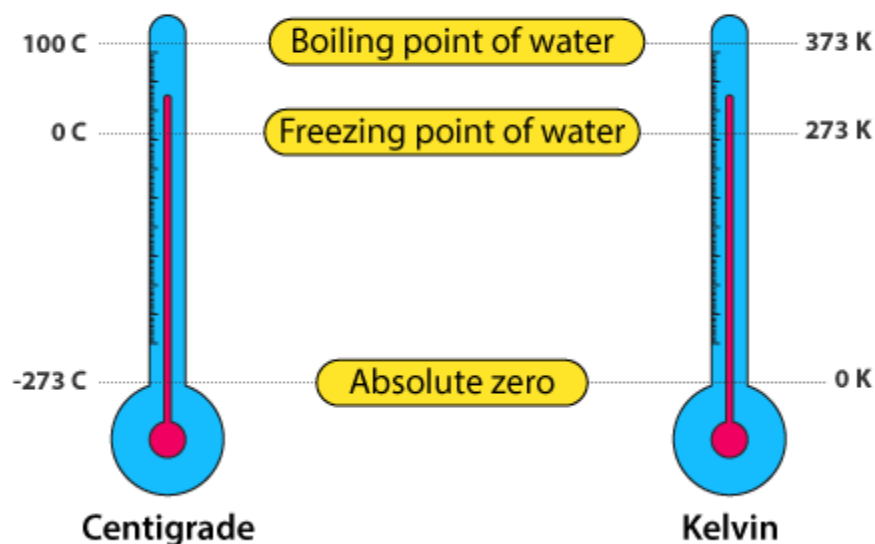 100 C Boiling point of water 373 K
0 C Freezing point of water 273 K
-273 C Absolute zero 0 K
Centigrade Kelvin